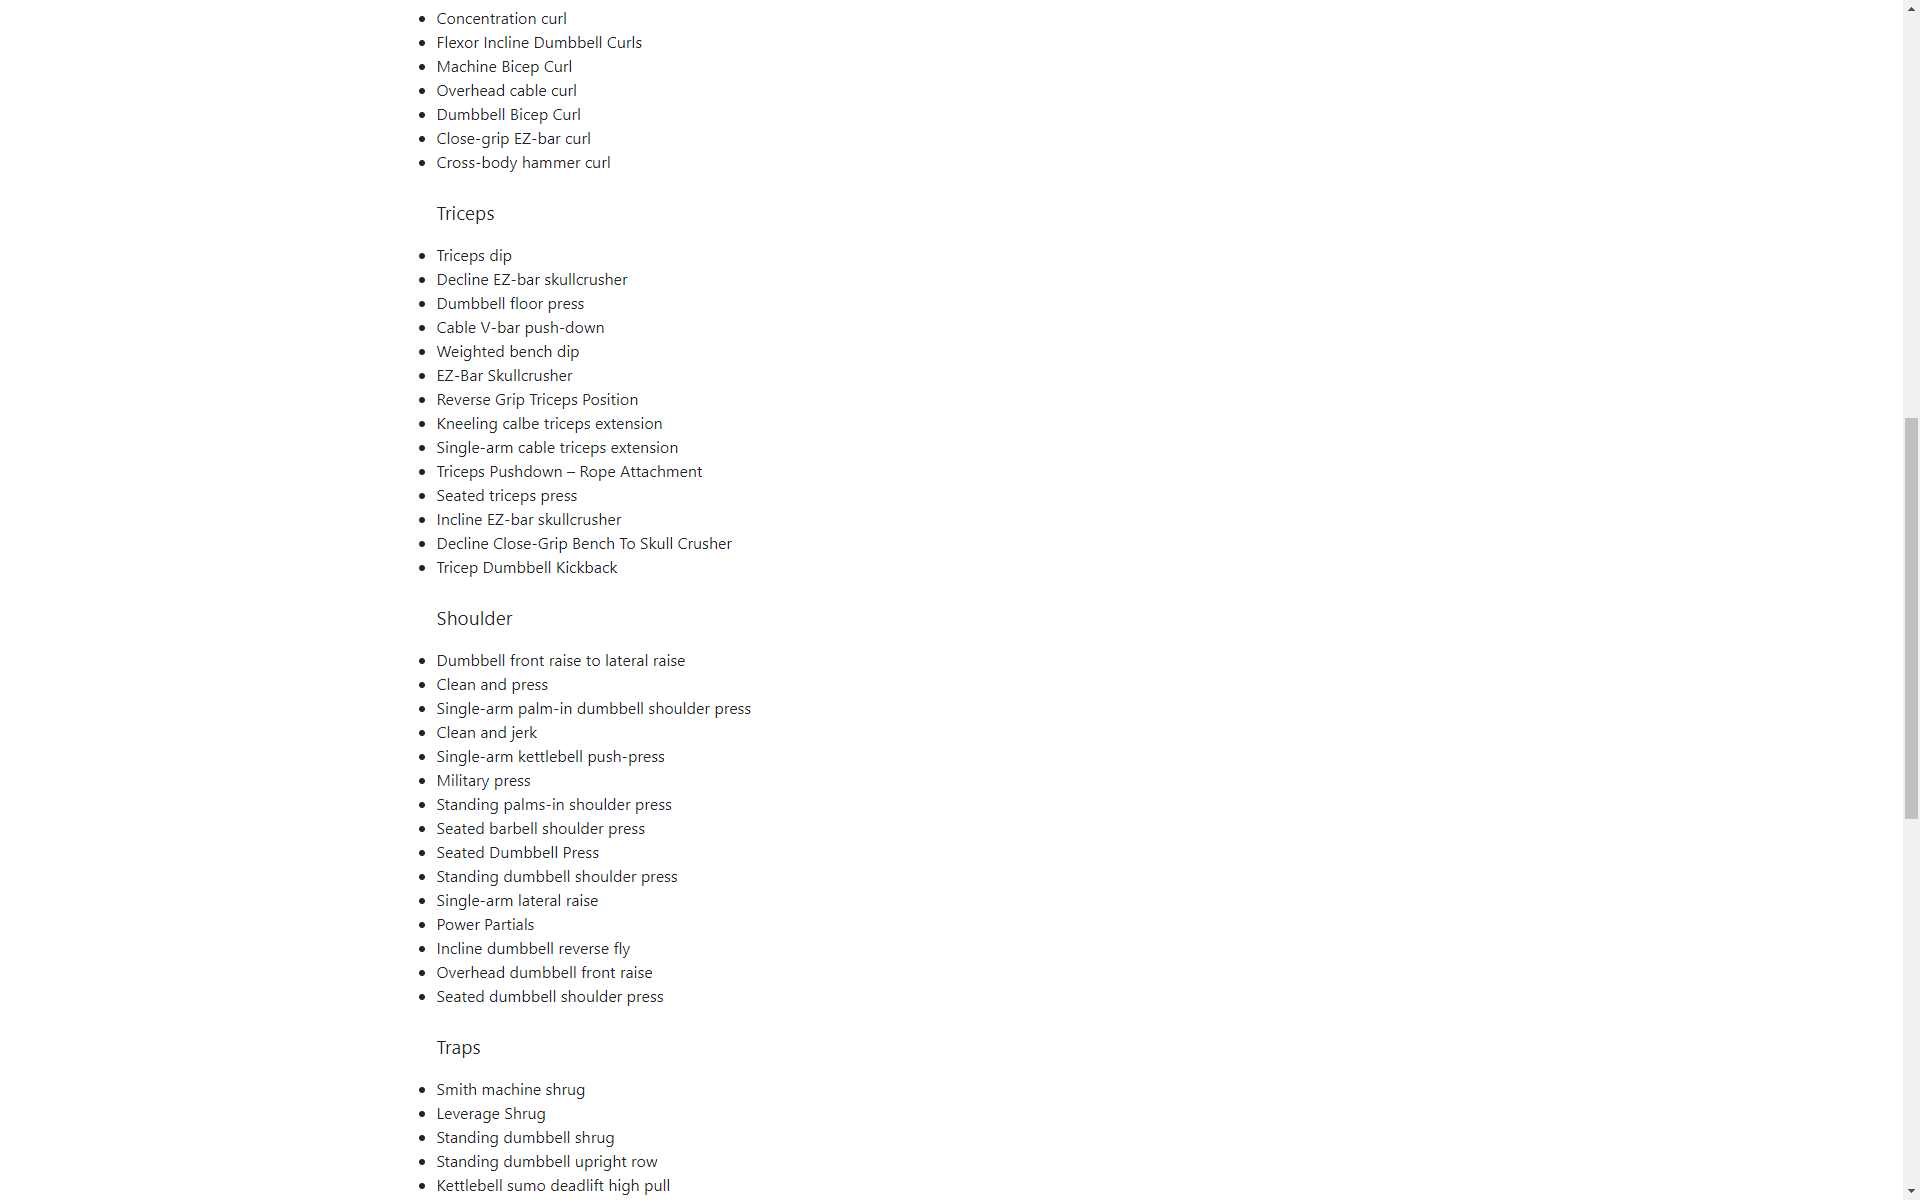 Concentration curl
Flexor Incline Dumbbell Curls
Machine Bicep Curl
Overhead cable curl
Dumbbell Bicep Curl
Close-grip EZ-bar curl
Cross-body hammer curl
Triceps
Triceps dip
Decline EZ-bar skullcrusher
Dumbbell floor press
Cable V-bar push-down
Weighted bench dip
EZ-Bar Skullcrusher
Reverse Grip Triceps Position
Kneeling calbe triceps extension
Single-arm cable triceps extension
Triceps Pushdown – Rope Attachment
Seated triceps press
Incline EZ-bar skullcrusher
Decline Close-Grip Bench To Skull Crusher
Tricep Dumbbell Kickback
Shoulder
Dumbbell front raise to lateral raise
Clean and press
Single-arm palm-in dumbbell shoulder press
Clean and jerk
Single-arm kettlebell push-press
Military press
Standing palms-in shoulder press
Seated barbell shoulder press
Seated Dumbbell Press
Standing dumbbell shoulder press
Single-arm lateral raise
Power Partials
Incline dumbbell reverse fly
Overhead dumbbell front raise
Seated dumbbell shoulder press
Traps
Smith machine shrug
Leverage Shrug
Standing dumbbell shrug
Standing dumbbell upright row
Kettlebell sumo deadlift high pull